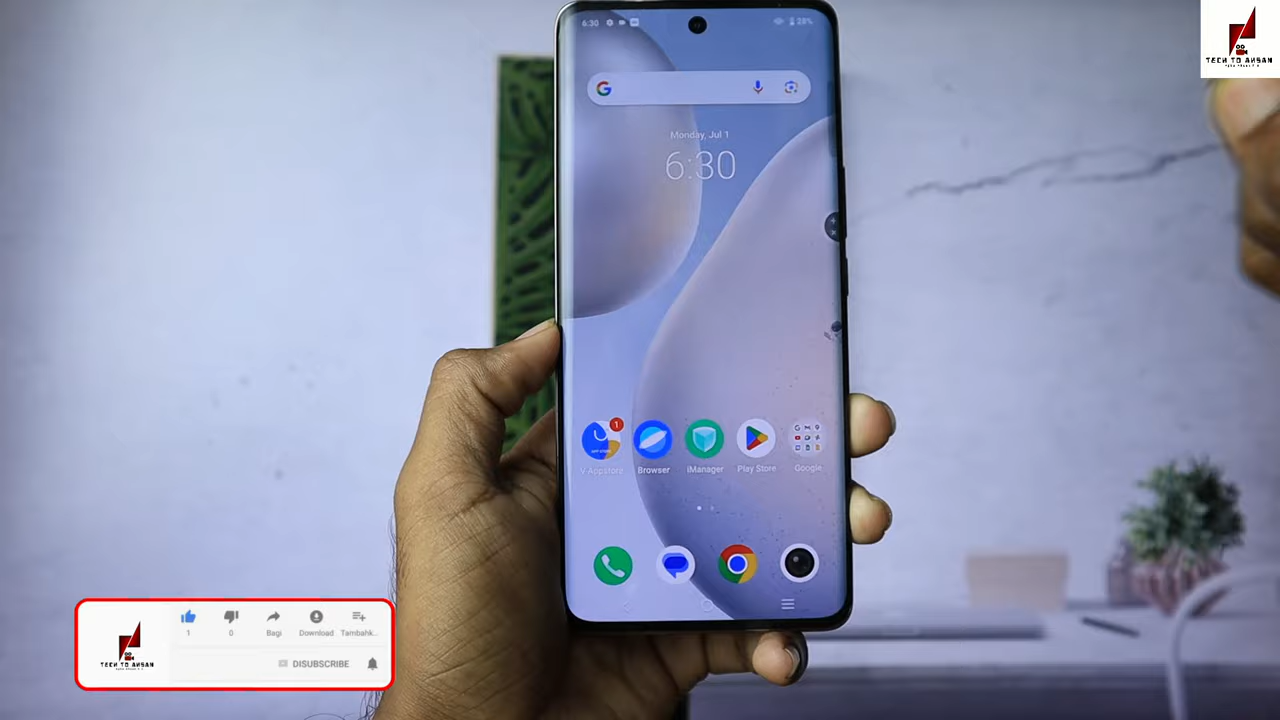 6:30
28%
TECH TO AHSAN
Monday, Jul 1
6:30
1
V-Appstore
Browser
iManager
Play Store
Google
1
0
Bagi
Download
Tambahk...
TECH TO AHSAN
DISUBSCRIBE